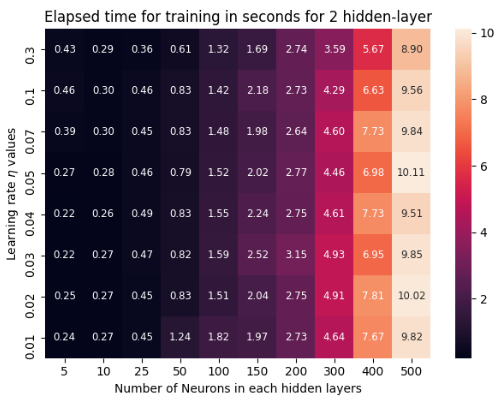 Elapsed time for training in seconds for 2 hidden-layer
Learning rate η values
0.3 0.43 0.29 0.36 0.61 1.32 1.69 2.74 3.59 5.67 8.90
0.1 0.46 0.30 0.46 0.83 1.42 2.18 2.73 4.29 6.63 9.56
0.07 0.39 0.30 0.45 0.83 1.48 1.98 2.64 4.60 7.73 9.84
0.05 0.27 0.28 0.46 0.79 1.52 2.02 2.77 4.46 6.98 10.11
0.04 0.22 0.26 0.49 0.83 1.55 2.24 2.75 4.61 7.73 9.51
0.03 0.22 0.27 0.47 0.82 1.59 2.52 3.15 4.93 6.95 9.85
0.02 0.25 0.27 0.45 0.83 1.51 2.04 2.75 4.91 7.81 10.02
0.01 0.24 0.27 0.45 1.24 1.82 1.97 2.73 4.64 7.67 9.82
5 10 25 50 100 150 200 300 400 500
Number of Neurons in each hidden layers
10
8
6
4
2